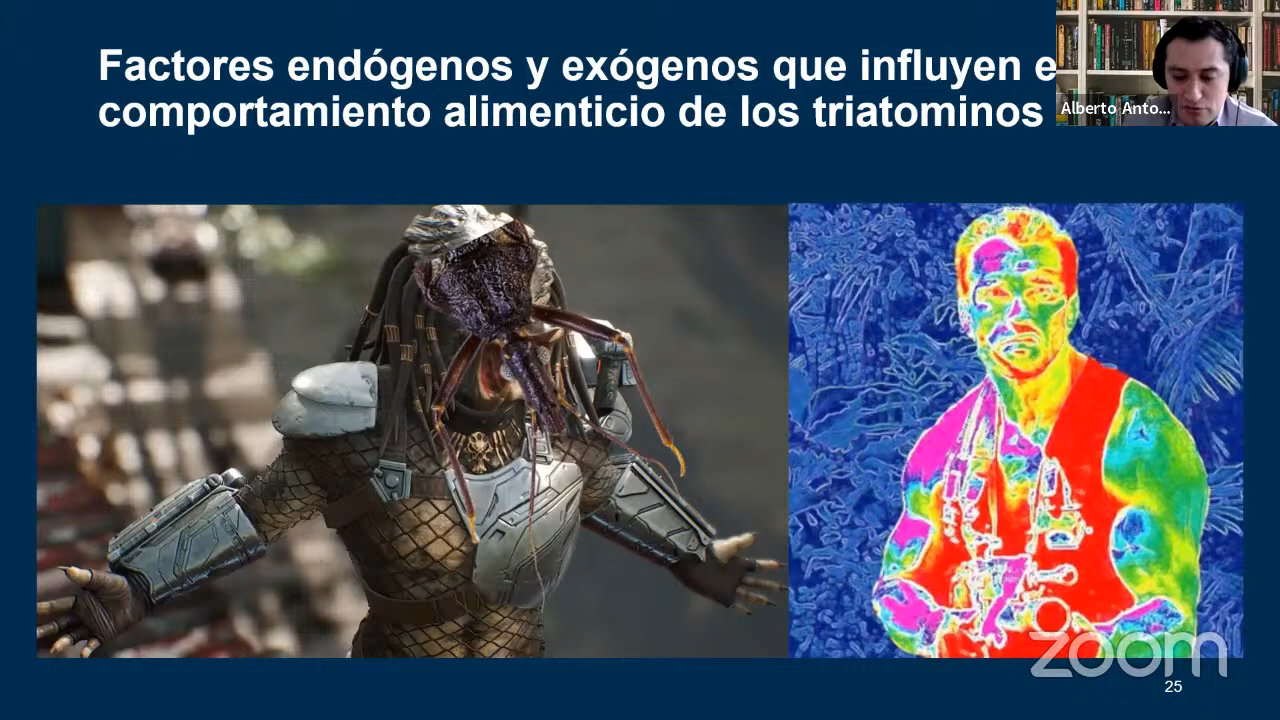 Factores endógenos y exógenos que influyen e
comportamiento alimenticio de los triatominos
Alberto Anto...
zoom
25